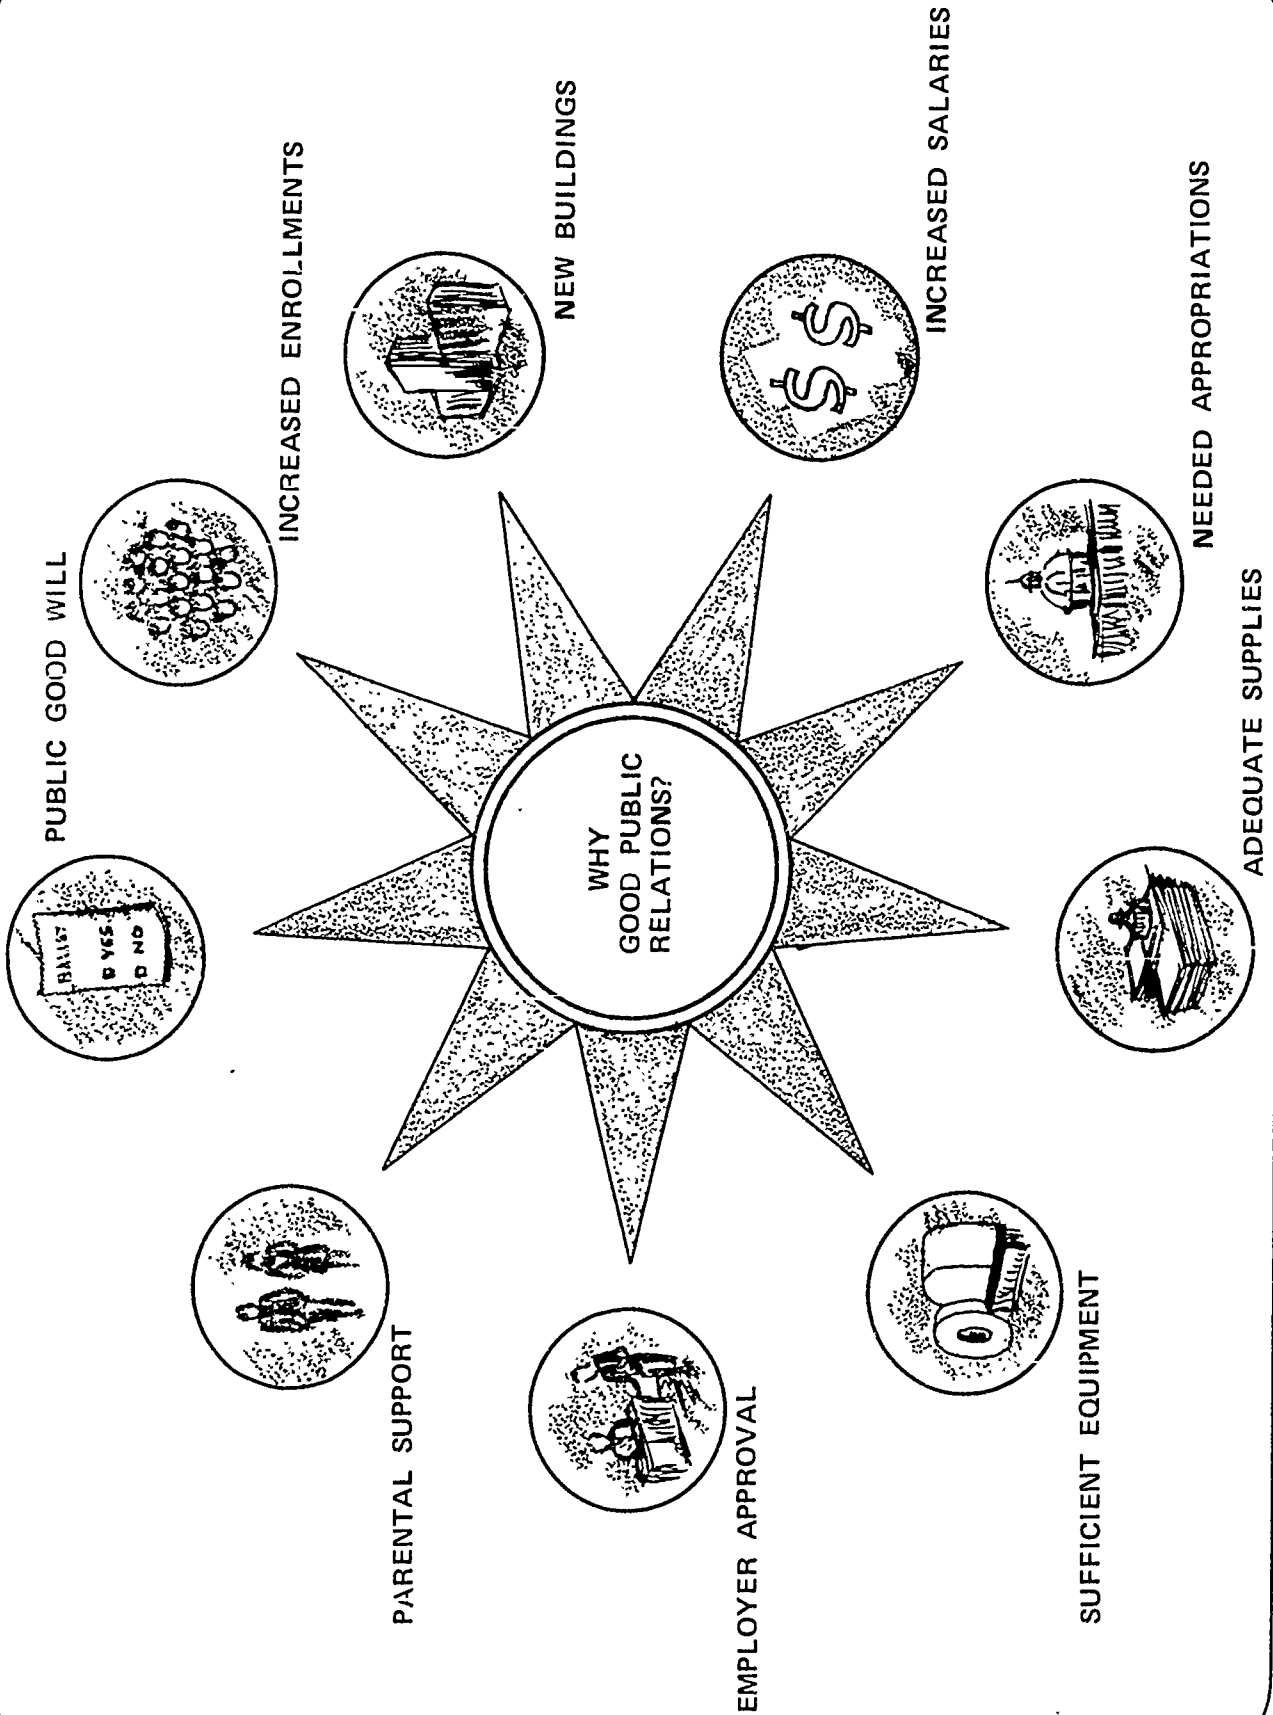 PUBLIC GOOD WILL
BALLOT
YES
NO
INCREASED ENROLLMENTS
PARENTAL SUPPORT
NEW BUILDINGS
WHY
GOOD PUBLIC
RELATIONS?
EMPLOYER APPROVAL
$ $
INCREASED SALARIES
SUFFICIENT EQUIPMENT
NEEDED APPROPRIATIONS
ADEQUATE SUPPLIES